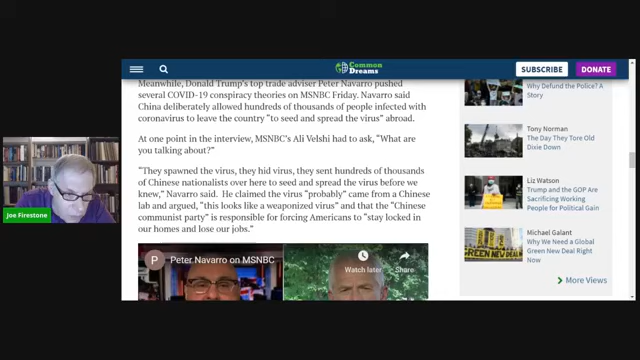 Common
Dreams
SUBSCRIBE
DONATE
Meanwhile, Donald Trump's top trade adviser Peter Navarro pushed
several COVID-19 conspiracy theories on MSNBC Friday. Navarro said
China deliberately allowed hundreds of thousands of people infected with
coronavirus to leave the country "to seed and spread the virus" abroad.
At one point in the interview, MSNBC's Ali Velshi had to ask, "What are
you talking about?"
"They spawned the virus, they hid virus, they sent hundreds of thousands
of Chinese nationalists over here to seed and spread the virus before we
knew," Navarro said. He claimed the virus "probably" came from a Chinese
lab and argued, "this looks like a weaponized virus" and that the "Chinese
communist party" is responsible for forcing Americans to "stay locked in
our homes and lose our jobs."
P
Peter Navarro on MSNBC
Watch later
Share
Why Defund the Police? A
Story
Tony Norman
The Day They Tore Old
Dixie Down
Liz Watson
Trump and the GOP Are
Sacrificing Working
People for Political Gain
Michael Galant
Why We Need a Global
Green New Deal Right
Now
GREEN NEW DEAL
More Views
Joe Firestone